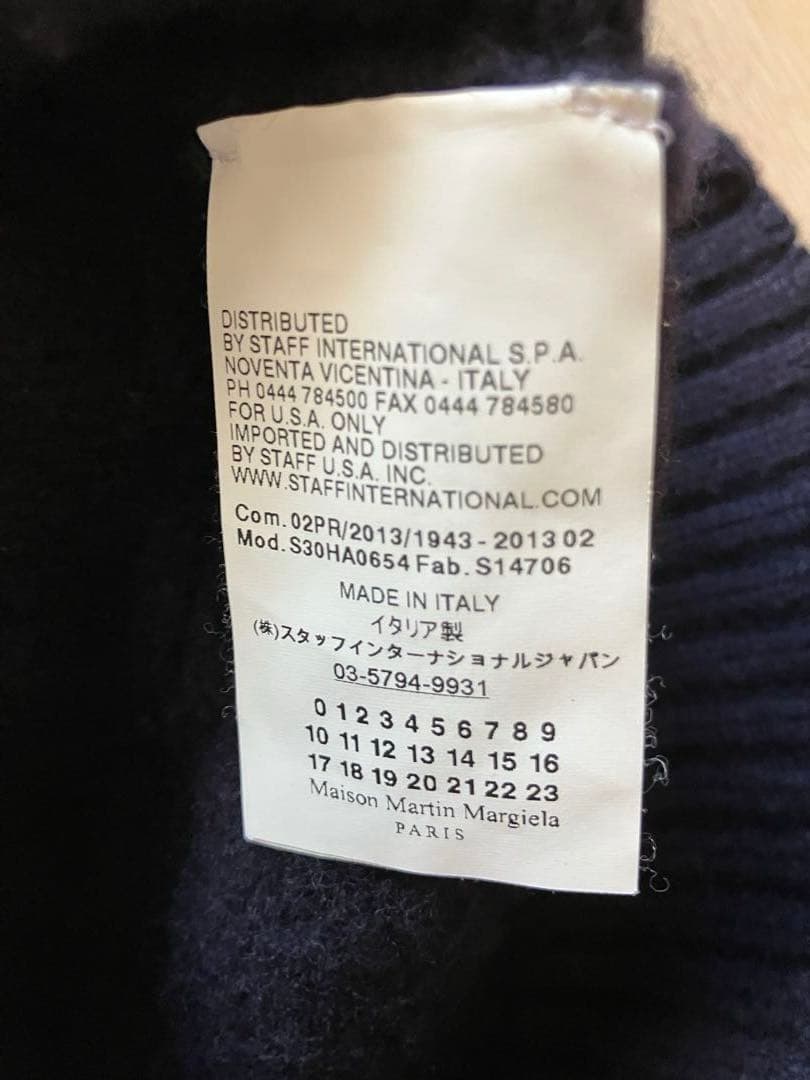 DISTRIBUTED
BY STAFF INTERNATIONAL S.P.A.
NOVENTA VICENTINA - ITALY
PH 0444 784500 FAX 0444 784580
FOR U.S.A. ONLY
IMPORTED AND DISTRIBUTED
BY STAFF U.S.A. INC.
WWW.STAFFINTERNATIONAL.COM
Com. 02PR/2013/1943 - 2013 02
Mod. S30HA0654 Fab. S14706
MADE IN ITALY
イタリア製
(株)スタッフインターナショナルジャパン
03-5794-9931
0 1 2 3 4 5 6 7 8 9
10 11 12 13 14 15 16
17 18 19 20 21 22 23
Maison Martin Margiela
PARIS